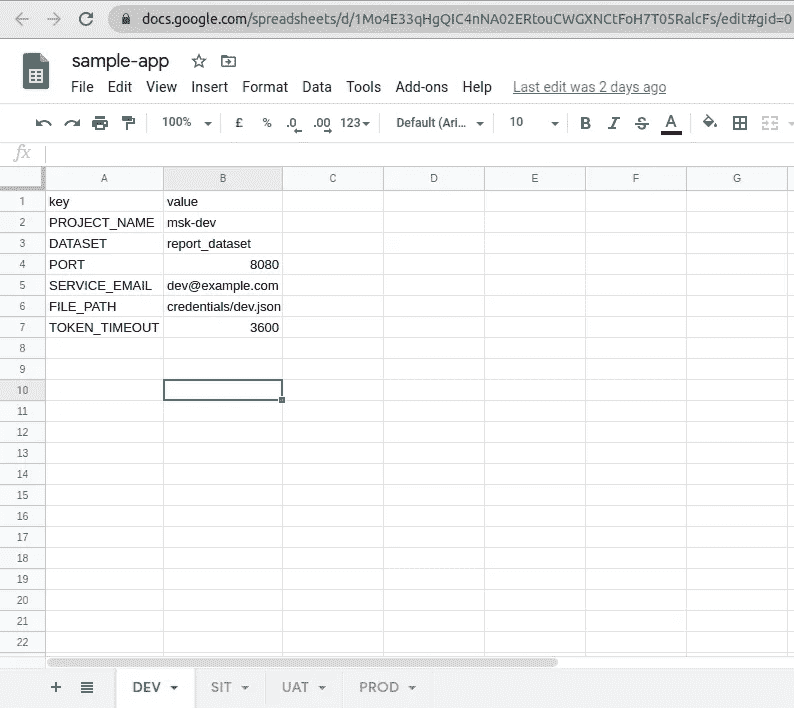 docs.google.com/spreadsheets/d/1Mo4E33qHgQIC4nNA02ERtouCWGXNCtFoH7T05RalcFs/edit#gid=0
sample-app
File Edit View Insert Format Data Tools Add-ons Help Last edit was 2 days ago
100% £ % .0 .00 123 Default (Ari... 10 B I S A
fx
A B C D E F G
1 key value
2 PROJECT_NAME msk-dev
3 DATASET report_dataset
4 PORT 8080
5 SERVICE_EMAIL dev@example.com
6 FILE_PATH credentials/dev.json
7 TOKEN_TIMEOUT 3600
8
9
10
11
12
13
14
15
16
17
18
19
20
21
22
+ DEV SIT UAT PROD